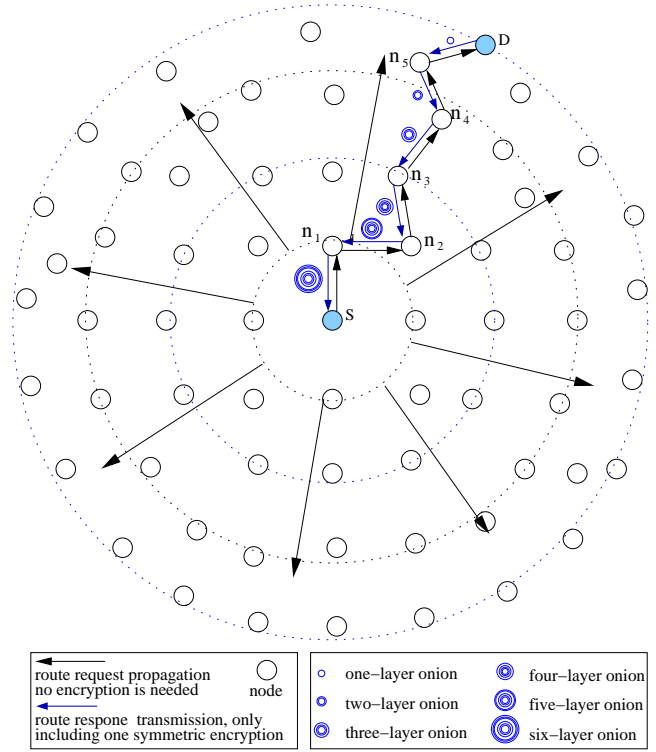 D
n5
n4
n3
n1
n2
S
route request propagation
no encryption is needed
node
route respone transmission, only
including one symmetric encryption
one-layer onion
two-layer onion
three-layer onion
four-layer onion
five-layer onion
six-layer onion